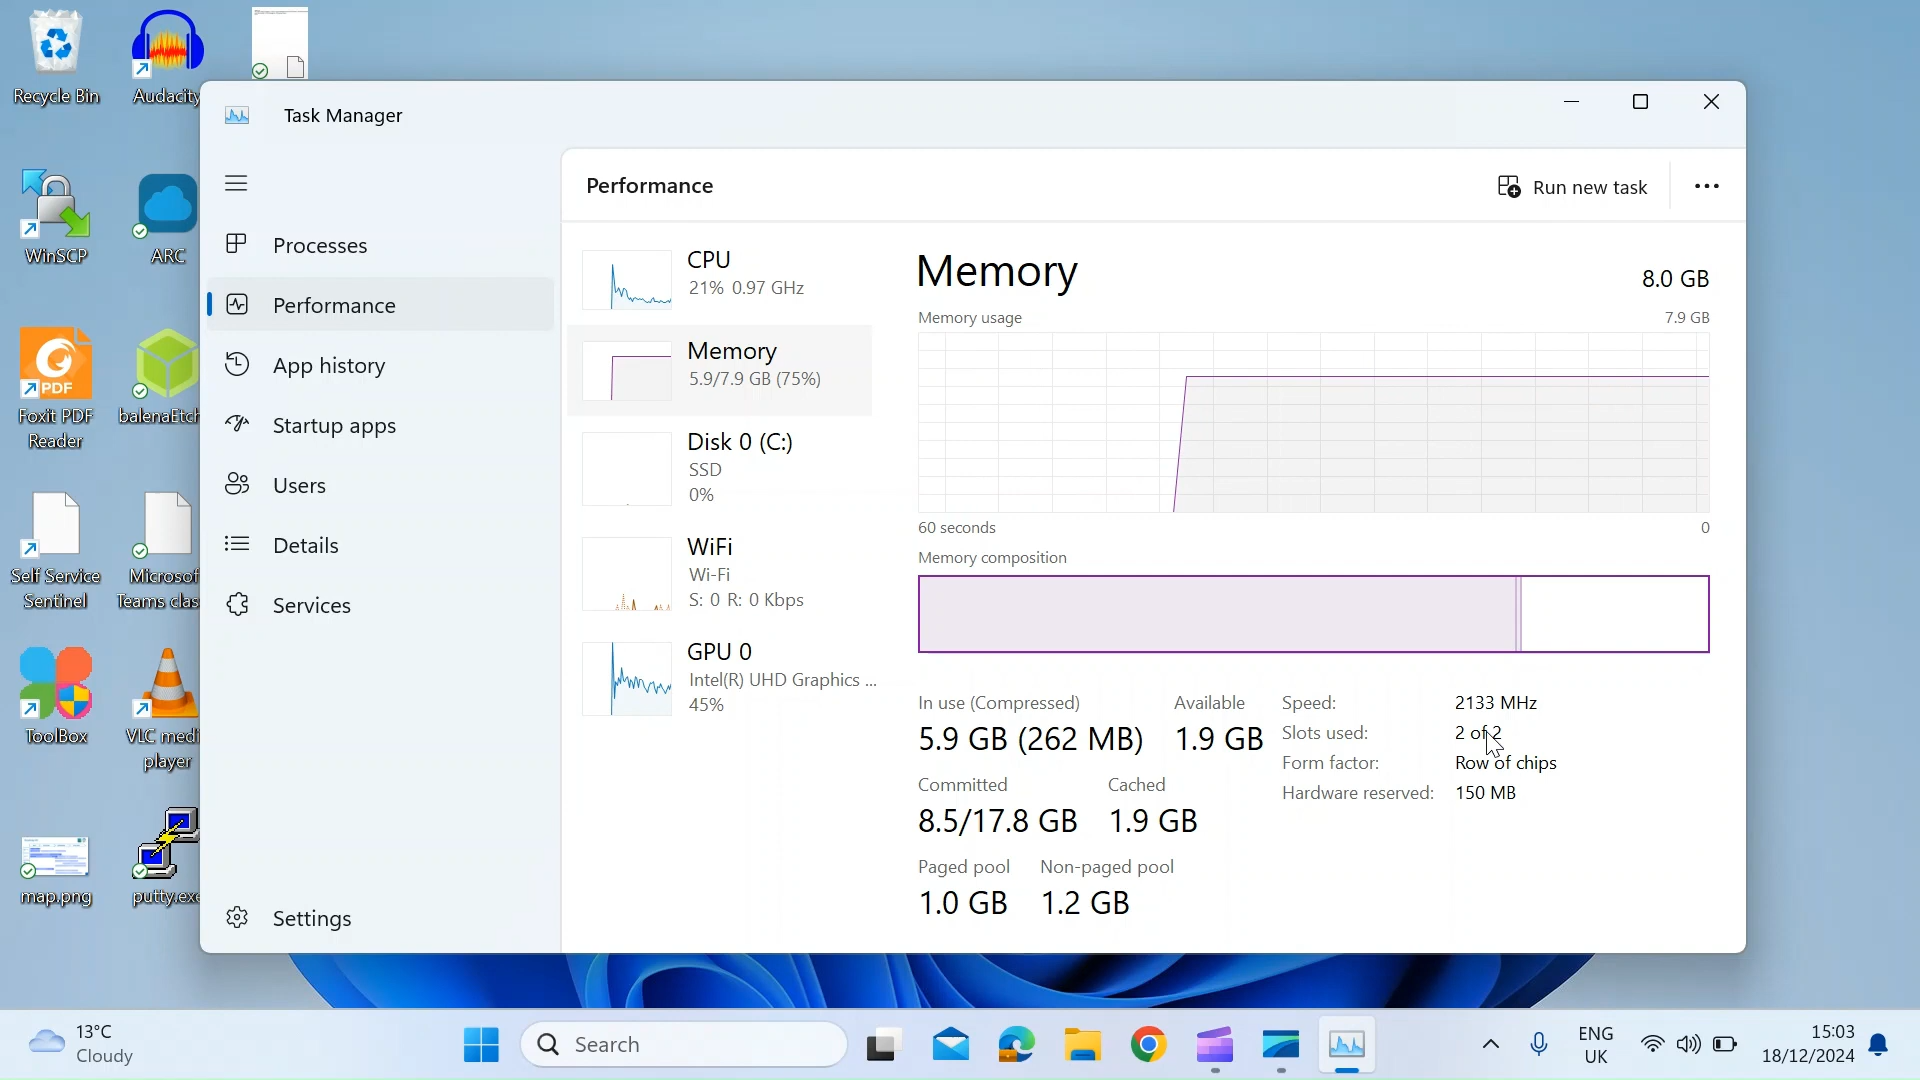 Recycle Bin
Audacity
WinSCP
ARC
PDF
Foxit PDF
Reader
balenaEtch
Self Service
Sentinel
Microsof
Teams clas
ToolBox
VLC medi
player
map.png
putty.exe
Task Manager
Processes
Performance
App history
Startup apps
Users
Details
Services
Settings
Performance
Run new task
CPU
21% 0.97 GHz
Memory
5.9/7.9 GB (75%)
Disk 0 (C:)
SSD
0%
WiFi
Wi-Fi
S: 0 R: 0 Kbps
GPU 0
Intel(R) UHD Graphics ...
45%
Memory
8.0 GB
Memory usage
7.9 GB
60 seconds
0
Memory composition
In use (Compressed)
5.9 GB (262 MB)
Available
1.9 GB
Committed
8.5/17.8 GB
Cached
1.9 GB
Paged pool
1.0 GB
Non-paged pool
1.2 GB
Speed: 2133 MHz
Slots used: 2 of 2
Form factor: Row of chips
Hardware reserved: 150 MB
13°C
Cloudy
Search
ENG
UK
15:03
18/12/2024